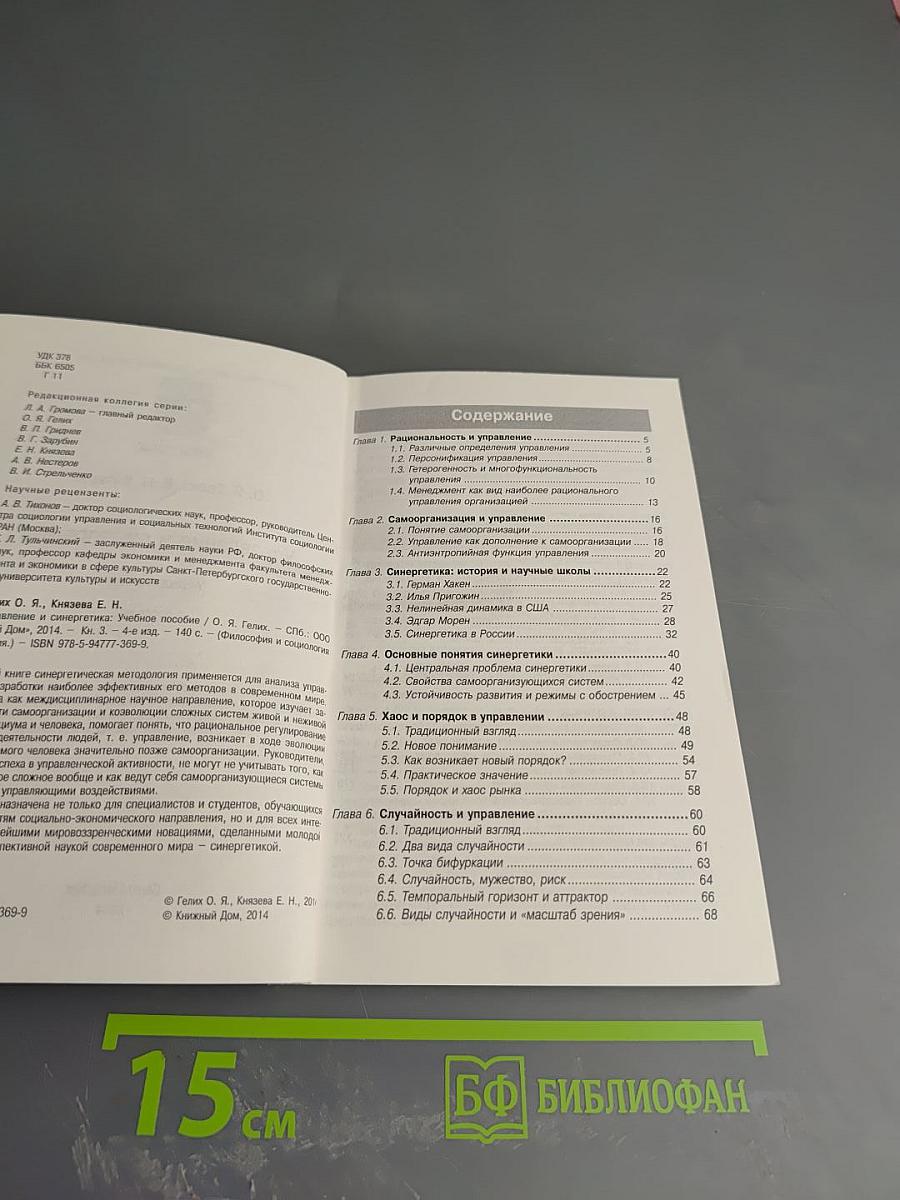 УДК 378
ББК 6505
Г 11
Редакционная коллегия серии:
Л. А. Громова — главный редактор
О. Я. Гелих
В. П. Гриднев
В. Г. Зарубин
Е. Н. Князева
А. В. Нестеров
В. И. Стрельченко
Научные рецензенты:
А. В. Тихонов — доктор социологических наук, профессор, руководитель Цен-
тра социологии управления и социальных технологий Института социологии
РАН (Москва);
Л. Тульчинский — заслуженный деятель науки РФ, доктор философских
ук, профессор кафедры экономики и менеджмента факультета менедж-
ента и экономики в сфере культуры Санкт-Петербургского государственно-
университета культуры и искусств
лих О. Я., Князева Е. Н.
авление и синергетика: Учебное пособие / О. Я. Гелих. — СПб.: ООО
й Дом», 2014. — Кн. 3. — 4-е изд. — 140 с. — (Философия и социология
ия.) — ISBN 978-5-94777-369-9.
й книге синергетическая методология применяется для анализа управ-
азработки наиболее эффективных его методов в современном мире.
а как междисциплинарное научное направление, которое изучает за-
ти самоорганизации и коэволюции сложных систем живой и неживой
циума и человека, помогает понять, что рациональное регулирование
деятельности людей, т. е. управление, возникает в ходе эволюции
мого человека значительно позже самоорганизации. Руководители,
спеха в управленческой активности, не могут не учитывать того, как
ое сложное вообще и как ведут себя самоорганизующиеся системы
управляющими воздействиями.
назначена не только для специалистов и студентов, обучающихся
тям социально-экономического направления, но и для всех инте-
ейшими мировоззренческими новациями, сделанными молодой
пективной наукой современного мира — синергетикой.
369-9
© Гелих О. Я., Князева Е. Н., 201
© Книжный Дом, 2014
Содержание
Глава 1. Рациональность и управление 5
1.1. Различные определения управления 5
1.2. Персонификация управления 8
1.3. Гетерогенность и многофункциональность
управления 10
1.4. Менеджмент как вид наиболее рационального
управления организацией 13
Глава 2. Самоорганизация и управление 16
2.1. Понятие самоорганизации 16
2.2. Управление как дополнение к самоорганизации 18
2.3. Антиэнтропийная функция управления 20
Глава 3. Синергетика: история и научные школы 22
3.1. Герман Хакен 22
3.2. Илья Пригожин 25
3.3. Нелинейная динамика в США 27
3.4. Эдгар Морен 28
3.5. Синергетика в России 32
Глава 4. Основные понятия синергетики 40
4.1. Центральная проблема синергетики 40
4.2. Свойства самоорганизующихся систем 42
4.3. Устойчивость развития и режимы с обострением ... 45
Глава 5. Хаос и порядок в управлении 48
5.1. Традиционный взгляд 48
5.2. Новое понимание 49
5.3. Как возникает новый порядок? 54
5.4. Практическое значение 57
5.5. Порядок и хаос рынка 58
Глава 6. Случайность и управление 60
6.1. Традиционный взгляд 60
6.2. Два вида случайности 61
6.3. Точка бифуркации 63
6.4. Случайность, мужество, риск 64
6.5. Темпоральный горизонт и аттрактор 66
6.6. Виды случайности и «масштаб зрения» 68
15 см
БФ БИБЛИОФАН